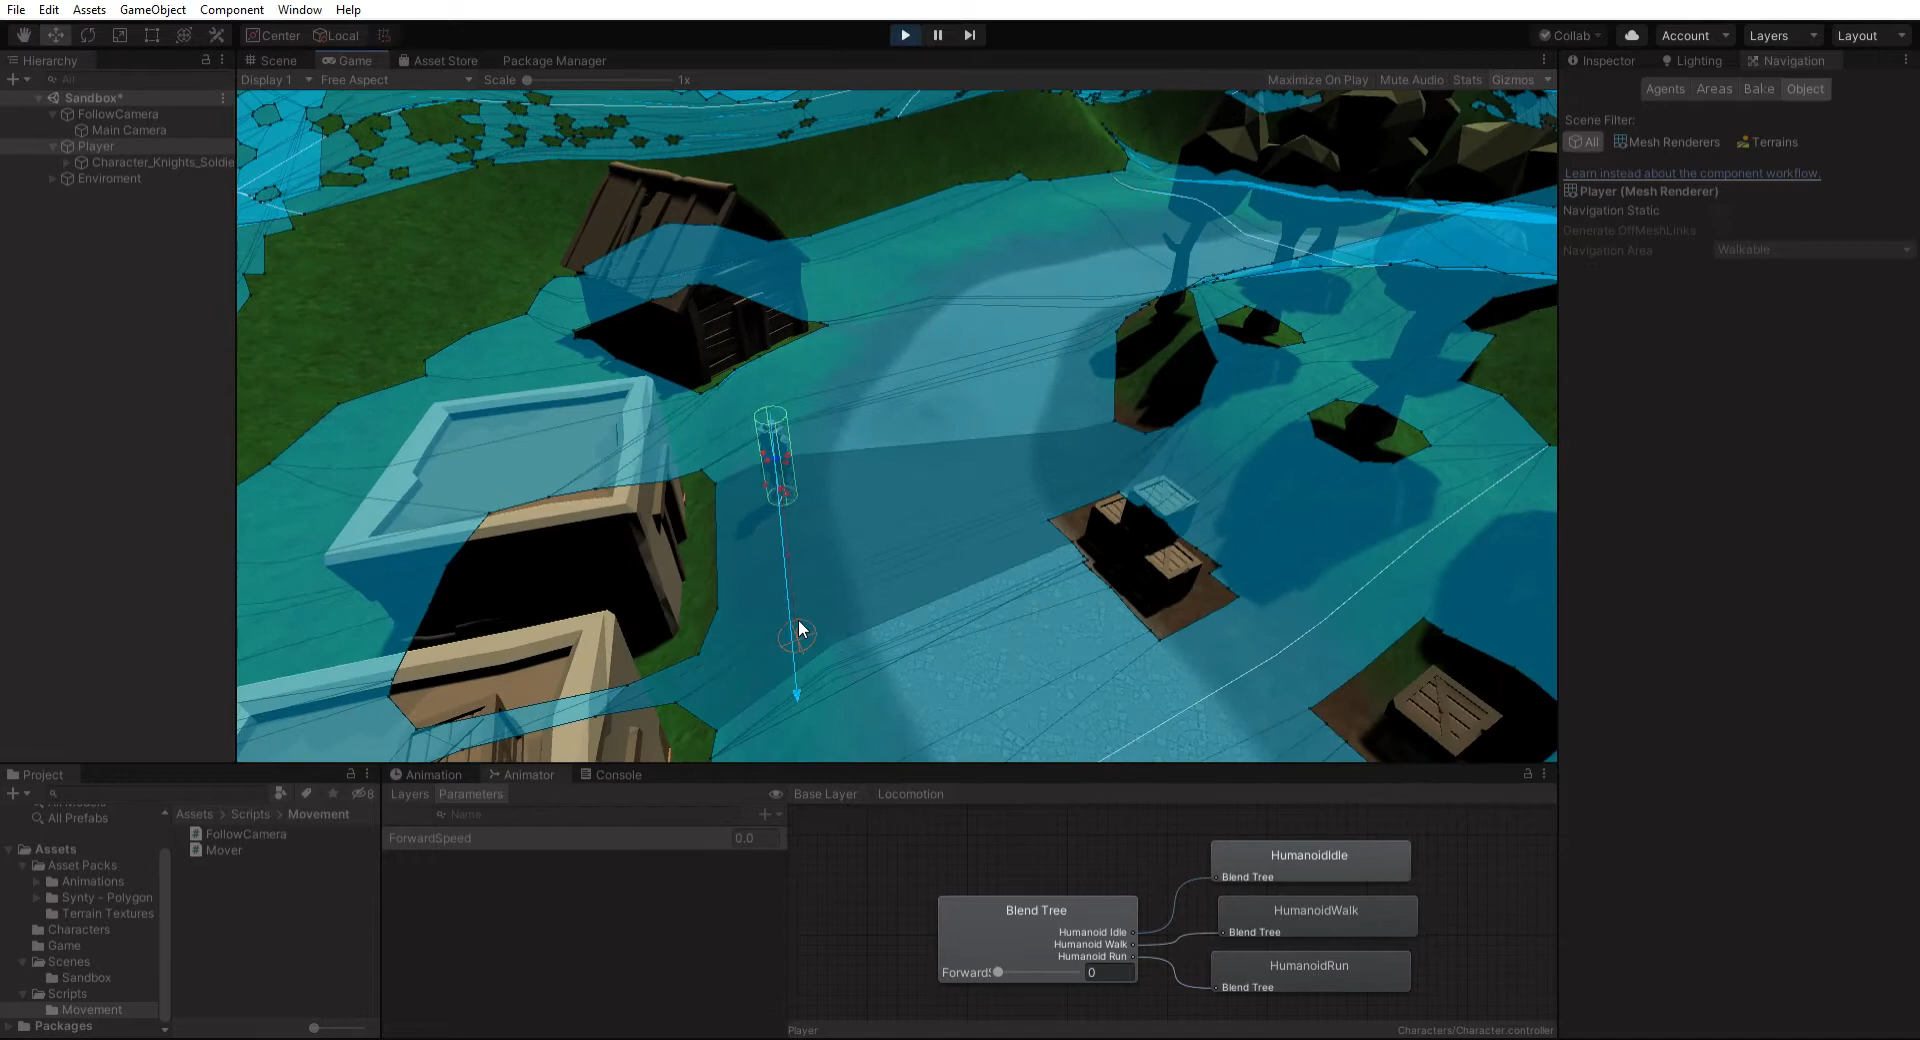 File Edit Assets GameObject Component Window Help
Center Local Collab Account Layers Layout
Hierarchy Scene Game Asset Store Package Manager Inspector Lighting Navigation
All Display 1 Free Aspect Scale 1x Maximize On Play Mute Audio Stats Gizmos
Agents Areas Bake Object
Sandbox*
FollowCamera
Main Camera
Player
Character_Knights_Soldie
Enviroment
Scene Filter:
All Mesh Renderers Terrains
Learn instead about the component workflow.
Player (Mesh Renderer)
Navigation Static
Generate OffMeshLinks
Navigation Area Walkable
Project Animation Animator Console
8 Layers Parameters Base Layer Locomotion
All Prefabs
Assets > Scripts > Movement
Name
FollowCamera
Mover
ForwardSpeed 0.0
Assets
Asset Packs
Animations
Synty - Polygon
Terrain Textures
Characters
Game
Scenes
Sandbox
Scripts
Movement
Packages
HumanoidIdle
Blend Tree
Blend Tree
Humanoid Idle
Humanoid Walk
Humanoid Run
Forward 0
HumanoidWalk
Blend Tree
HumanoidRun
Blend Tree
Player Characters/Character.controller